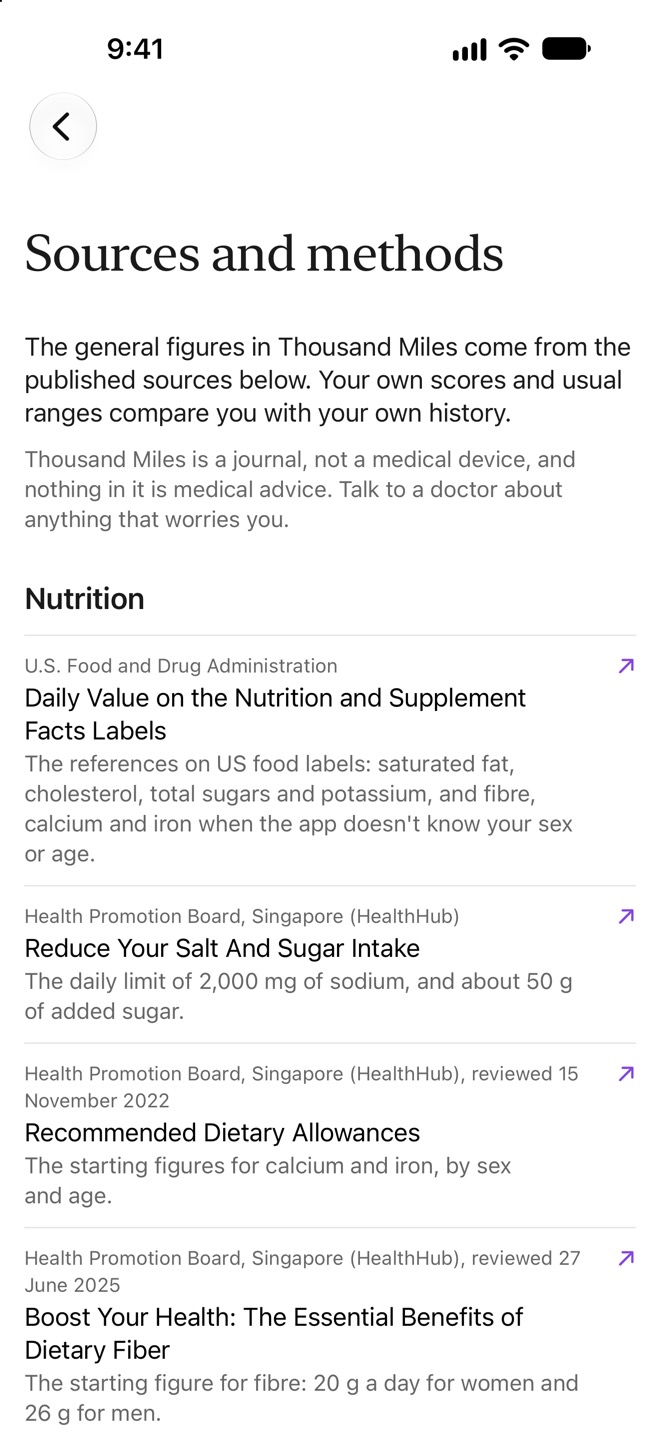 9:41
Sources and methods
The general figures in Thousand Miles come from the
published sources below. Your own scores and usual
ranges compare you with your own history.
Thousand Miles is a journal, not a medical device, and
nothing in it is medical advice. Talk to a doctor about
anything that worries you.
Nutrition
U.S. Food and Drug Administration
Daily Value on the Nutrition and Supplement
Facts Labels
The references on US food labels: saturated fat,
cholesterol, total sugars and potassium, and fibre,
calcium and iron when the app doesn't know your sex
or age.
Health Promotion Board, Singapore (HealthHub)
Reduce Your Salt And Sugar Intake
The daily limit of 2,000 mg of sodium, and about 50 g
of added sugar.
Health Promotion Board, Singapore (HealthHub), reviewed 15
November 2022
Recommended Dietary Allowances
The starting figures for calcium and iron, by sex
and age.
Health Promotion Board, Singapore (HealthHub), reviewed 27
June 2025
Boost Your Health: The Essential Benefits of
Dietary Fiber
The starting figure for fibre: 20 g a day for women and
26 g for men.